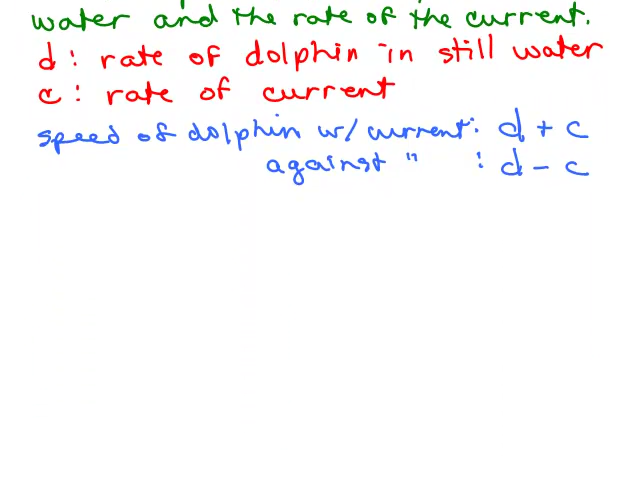 water and the rate of the current.
d : rate of dolphin in still water
c : rate of current
speed of dolphin w/ current: d + c
against " : d - c